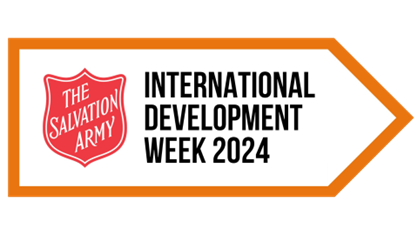 THE
SALVATION
ARMY
INTERNATIONAL
DEVELOPMENT
WEEK 2024